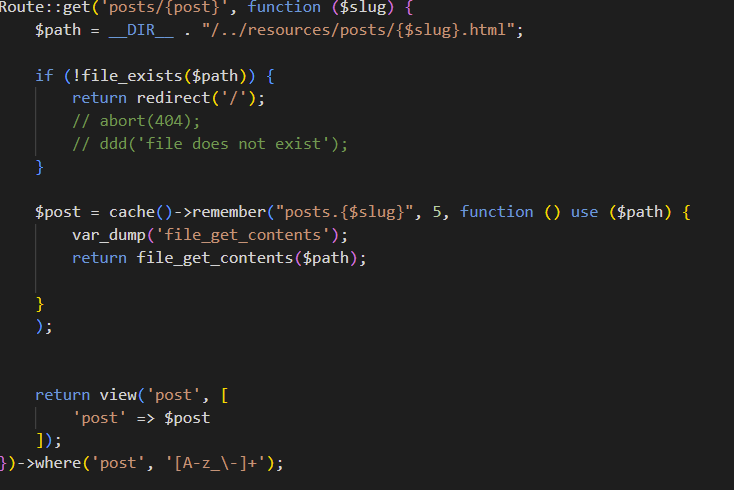 Route::get('posts/{post}', function ($slug) {
$path = __DIR__ . "/../resources/posts/{$slug}.html";
if (!file_exists($path)) {
return redirect('/');
// abort(404);
// ddd('file does not exist');
}
$post = cache()->remember("posts.{$slug}", 5, function () use ($path) {
var_dump('file_get_contents');
return file_get_contents($path);
}
);
return view('post', [
'post' => $post
]);
})->where('post', '[A-z_\-]+');